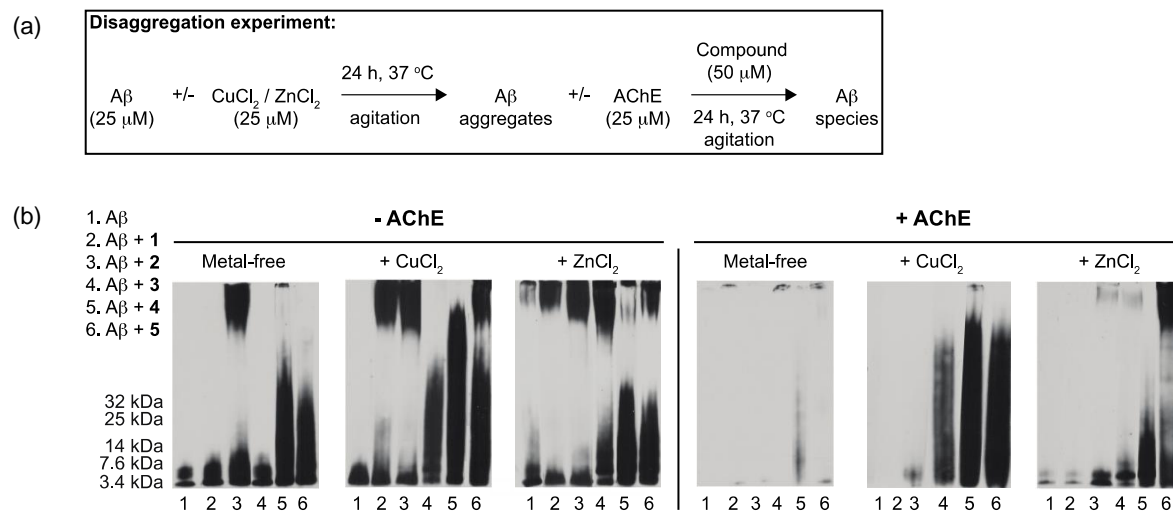 (a)
Disaggregation experiment:
Aβ
(25 μM)
+/-
CuCl₂ / ZnCl₂
(25 μM)
24 h, 37 °C
agitation
Aβ
aggregates
+/-
AChE
(25 μM)
Compound
(50 μM)
24 h, 37 °C
agitation
Aβ
species
(b)
1. Aβ
2. Aβ + 1
3. Aβ + 2
4. Aβ + 3
5. Aβ + 4
6. Aβ + 5
- AChE
+ AChE
Metal-free + CuCl₂ + ZnCl₂ Metal-free + CuCl₂ + ZnCl₂
32 kDa
25 kDa
14 kDa
7.6 kDa
3.4 kDa
1 2 3 4 5 6 1 2 3 4 5 6 1 2 3 4 5 6 1 2 3 4 5 6 1 2 3 4 5 6 1 2 3 4 5 6